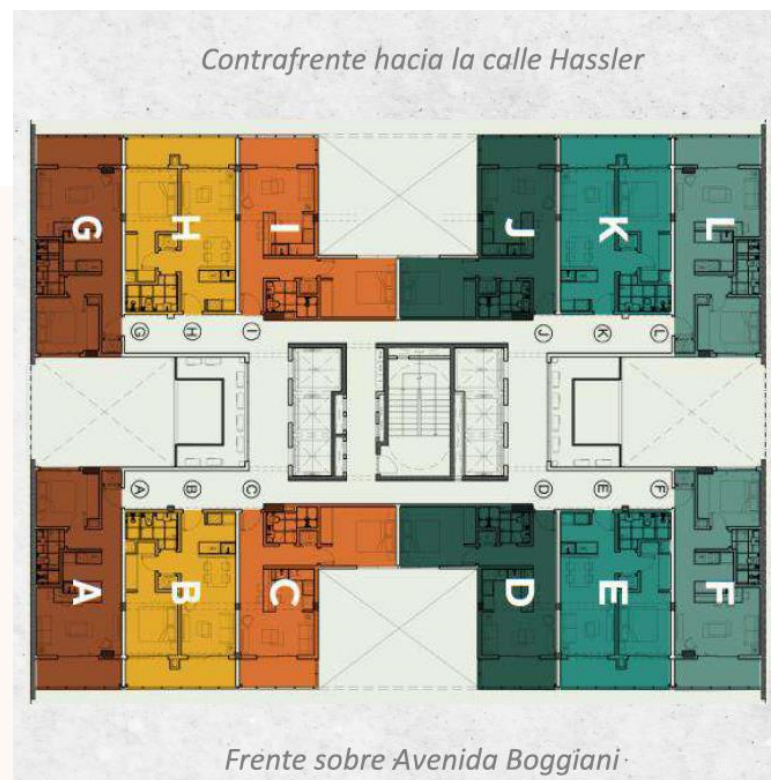 Contrafrente hacia la calle Hassler
G H I J K L
G H I J K L
A B C D E F
A B C D E F
Frente sobre Avenida Boggiani